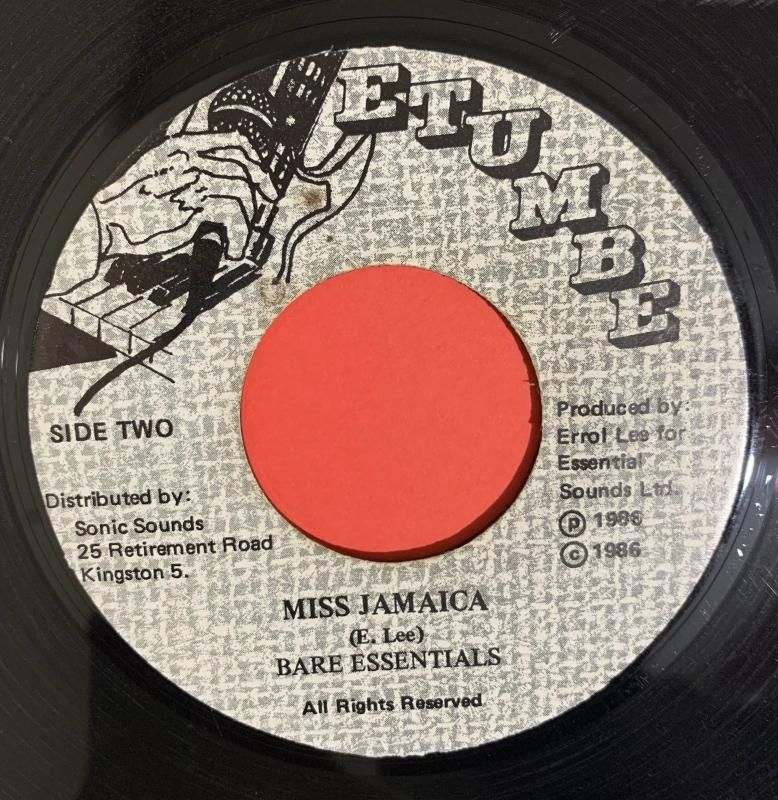 ETUMBE
SIDE TWO
Distributed by:
Sonic Sounds
25 Retirement Road
Kingston 5.
Produced by:
Errol Lee for
Essential
Sounds Ltd.
℗ 1986
© 1986
MISS JAMAICA
(E. Lee)
BARE ESSENTIALS
All Rights Reserved